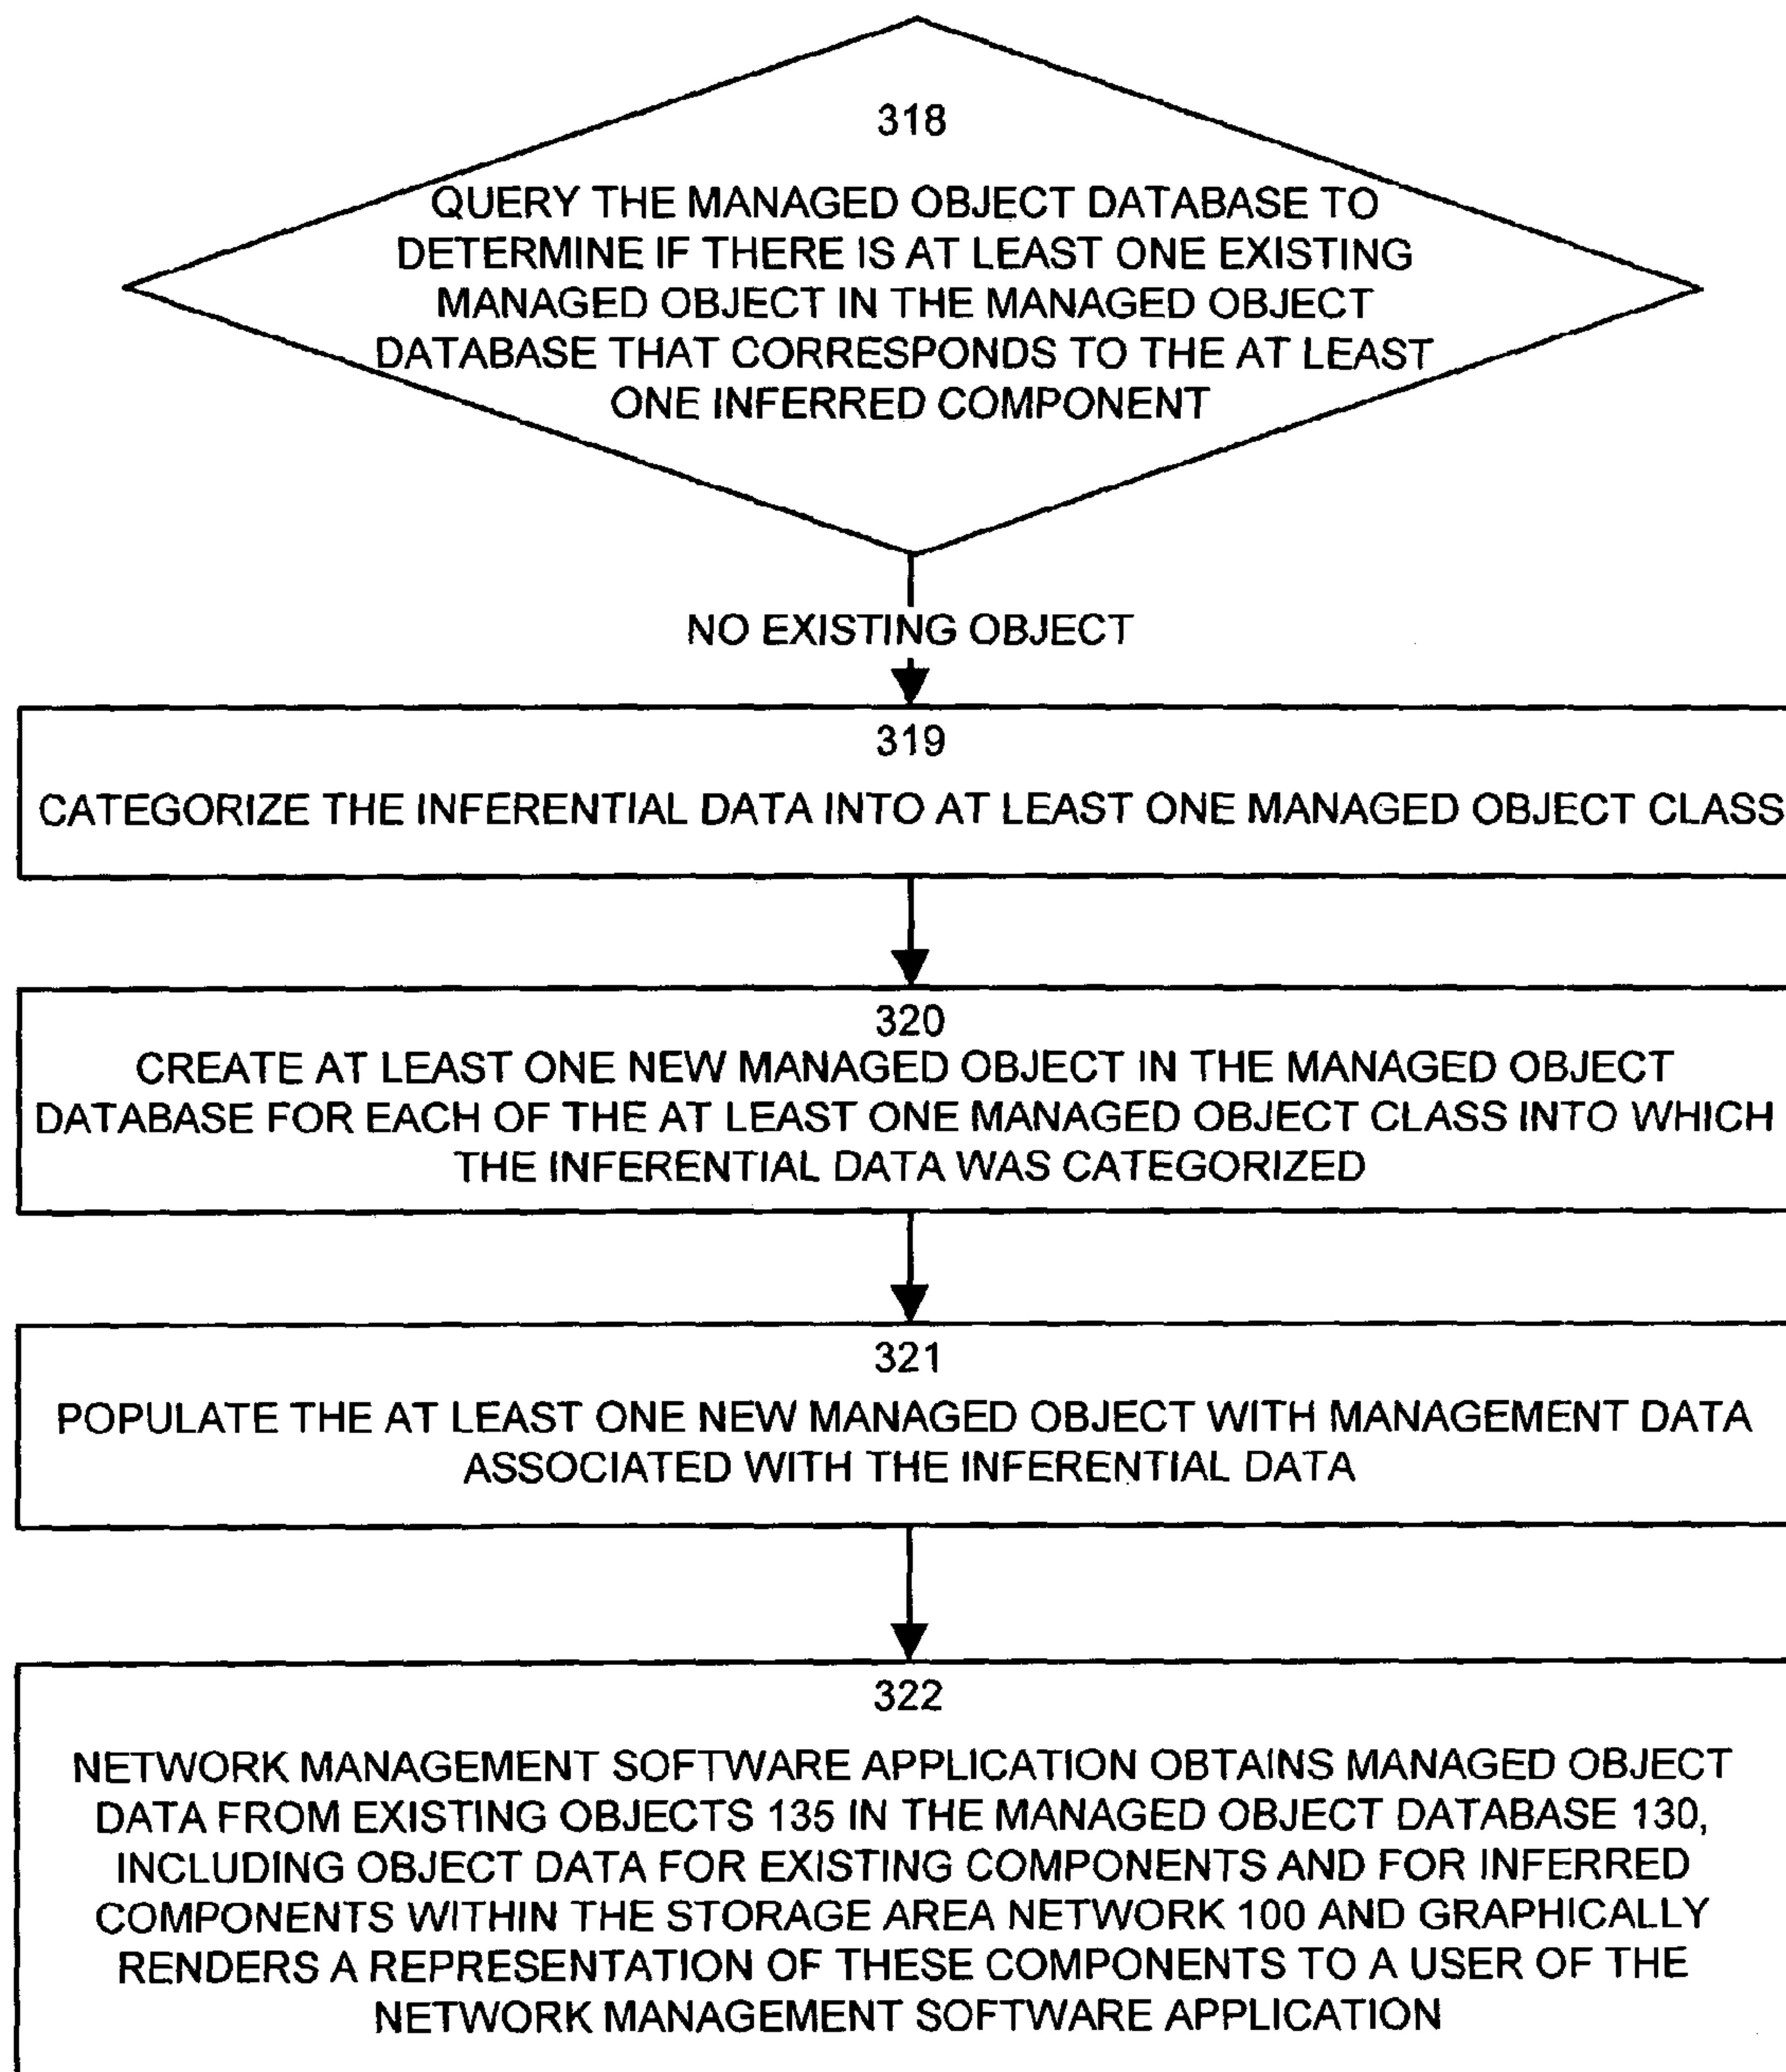 318
QUERY THE MANAGED OBJECT DATABASE TO
DETERMINE IF THERE IS AT LEAST ONE EXISTING
MANAGED OBJECT IN THE MANAGED OBJECT
DATABASE THAT CORRESPONDS TO THE AT LEAST
ONE INFERRED COMPONENT
NO EXISTING OBJECT
319
CATEGORIZE THE INFERENTIAL DATA INTO AT LEAST ONE MANAGED OBJECT CLASS
320
CREATE AT LEAST ONE NEW MANAGED OBJECT IN THE MANAGED OBJECT
DATABASE FOR EACH OF THE AT LEAST ONE MANAGED OBJECT CLASS INTO WHICH
THE INFERENTIAL DATA WAS CATEGORIZED
321
POPULATE THE AT LEAST ONE NEW MANAGED OBJECT WITH MANAGEMENT DATA
ASSOCIATED WITH THE INFERENTIAL DATA
322
NETWORK MANAGEMENT SOFTWARE APPLICATION OBTAINS MANAGED OBJECT
DATA FROM EXISTING OBJECTS 135 IN THE MANAGED OBJECT DATABASE 130,
INCLUDING OBJECT DATA FOR EXISTING COMPONENTS AND FOR INFERRED
COMPONENTS WITHIN THE STORAGE AREA NETWORK 100 AND GRAPHICALLY
RENDERS A REPRESENTATION OF THESE COMPONENTS TO A USER OF THE
NETWORK MANAGEMENT SOFTWARE APPLICATION